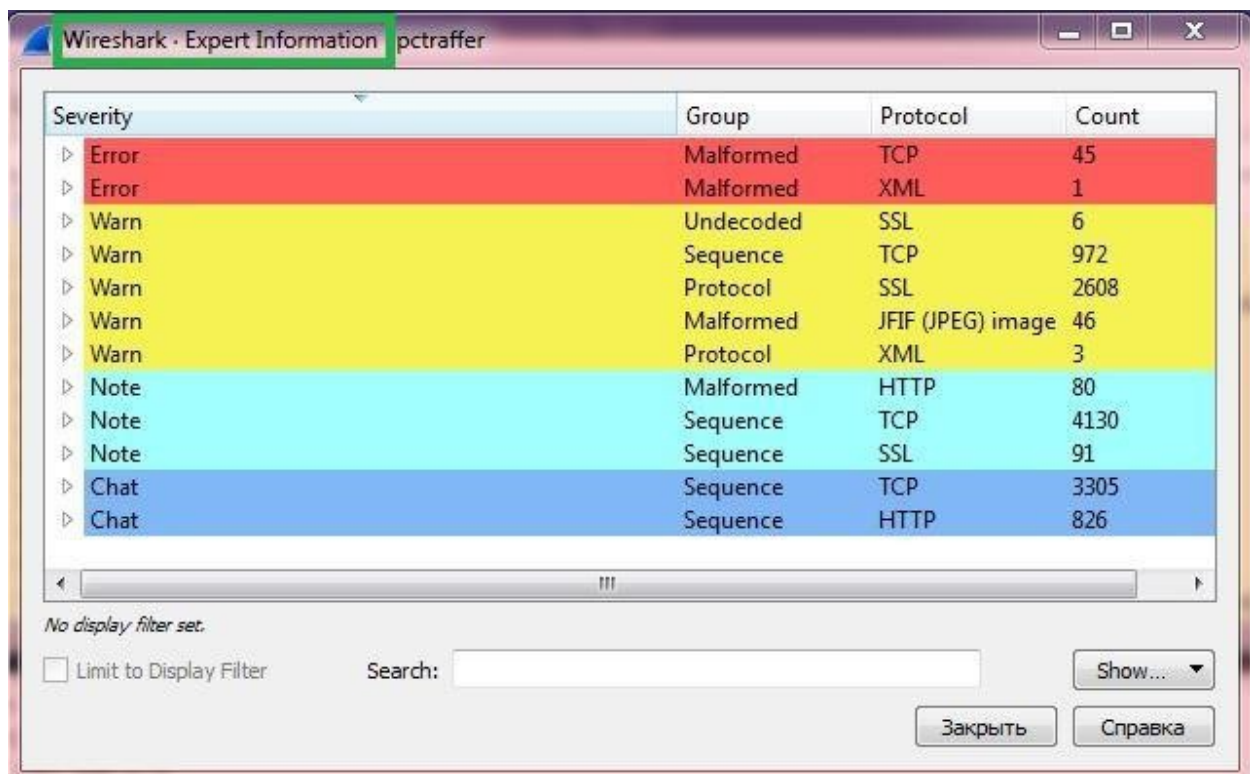 Wireshark · Expert Information pctraffer
Severity Group Protocol Count
Error Malformed TCP 45
Error Malformed XML 1
Warn Undecoded SSL 6
Warn Sequence TCP 972
Warn Protocol SSL 2608
Warn Malformed JFIF (JPEG) image 46
Warn Protocol XML 3
Note Malformed HTTP 80
Note Sequence TCP 4130
Note Sequence SSL 91
Chat Sequence TCP 3305
Chat Sequence HTTP 826
No display filter set.
Limit to Display Filter Search: Show...
Закрыть Справка